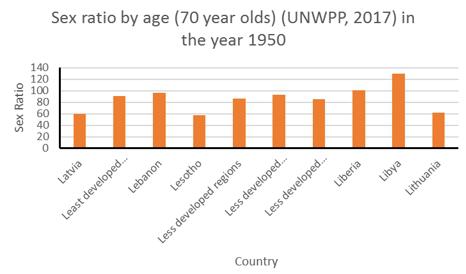 Sex ratio by age (70 year olds) (UNWPP, 2017) in
the year 1950
140
120
100
80
60
40
20
0
Sex Ratio
Latvia
Least developed…
Lebanon
Lesotho
Less developed regions
Less developed…
Less developed…
Liberia
Libya
Lithuania
Country